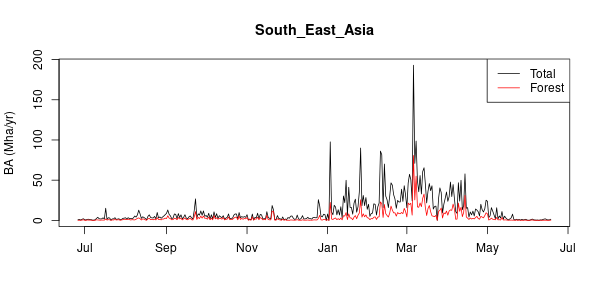 South_East_Asia
BA (Mha/yr)
200
150
100
50
0
Total
Forest
Jul Sep Nov Jan Mar May Jul